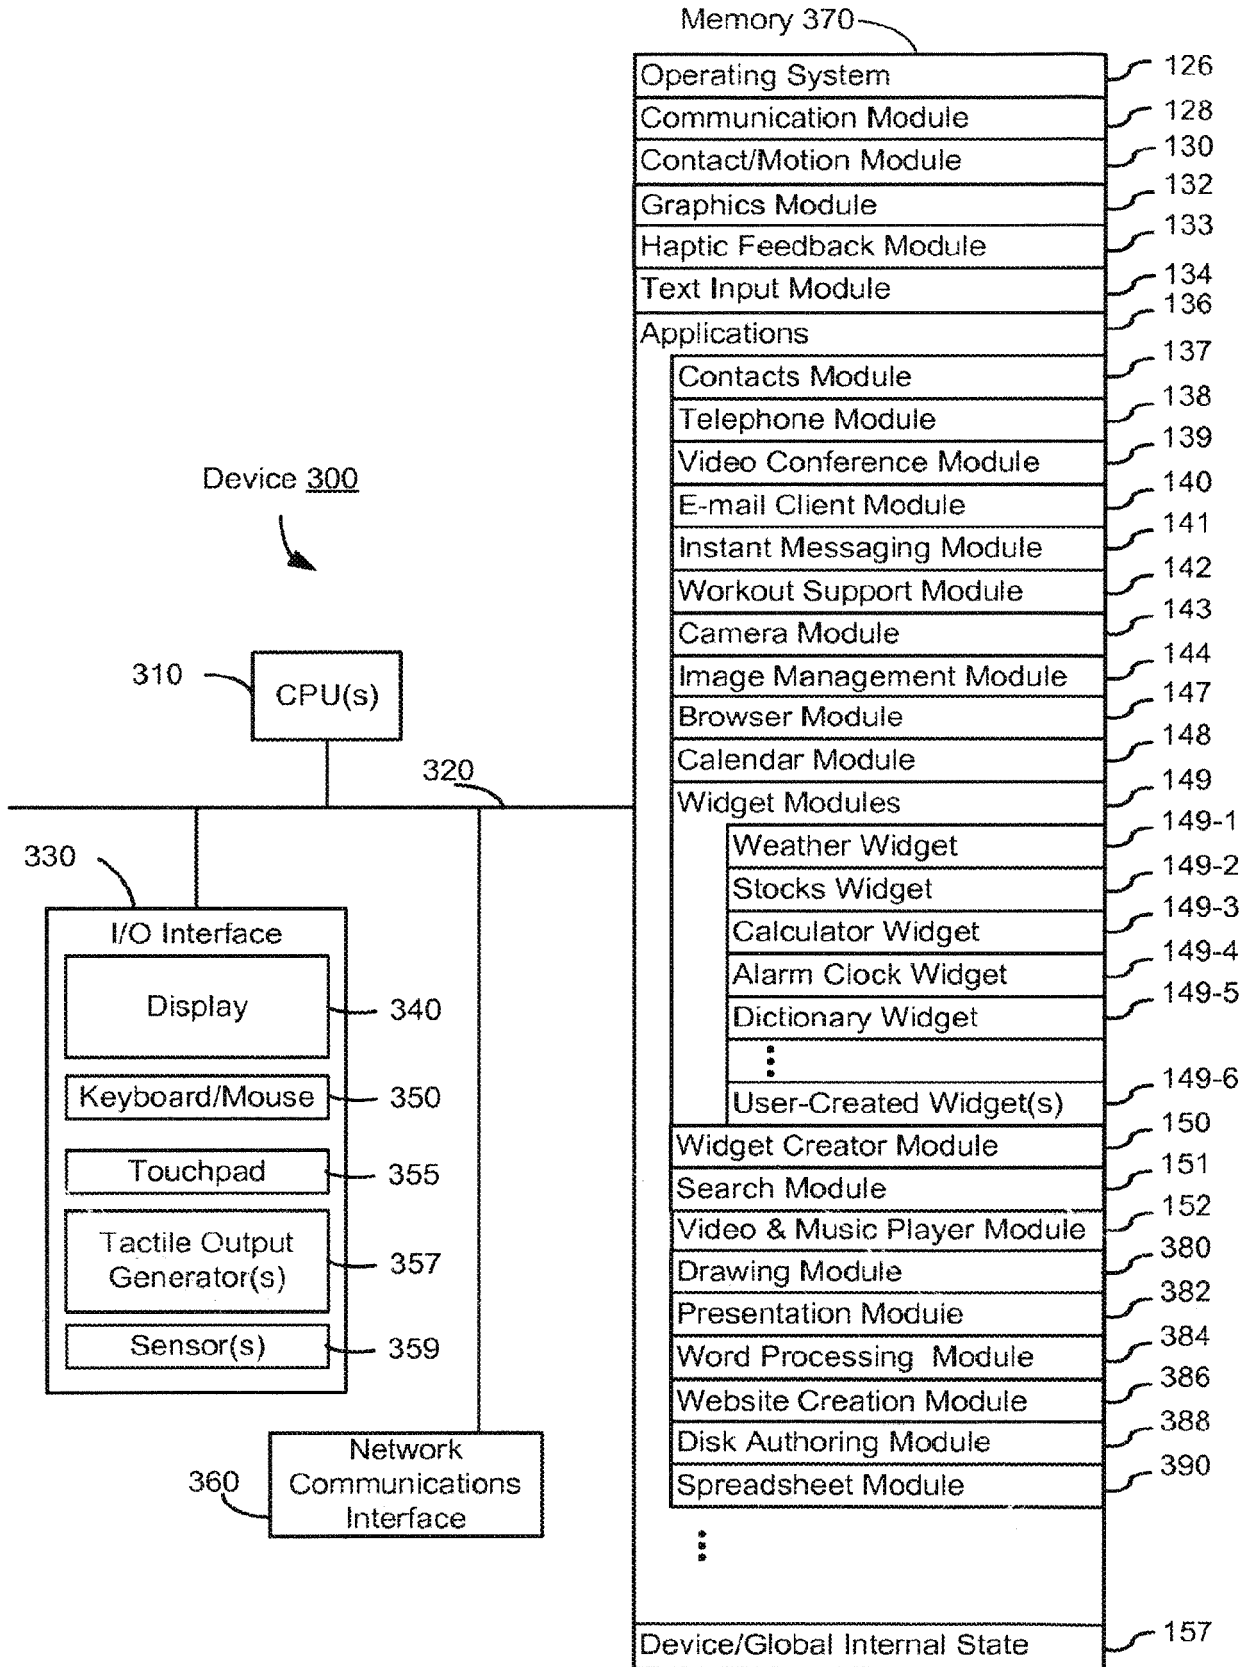 Memory 370
Operating System 126
Communication Module 128
Contact/Motion Module 130
Graphics Module 132
Haptic Feedback Module 133
Text Input Module 134
Applications 136
Contacts Module 137
Telephone Module 138
Video Conference Module 139
E-mail Client Module 140
Instant Messaging Module 141
Workout Support Module 142
Camera Module 143
Image Management Module 144
Browser Module 147
Calendar Module 148
Widget Modules 149
Weather Widget 149-1
Stocks Widget 149-2
Calculator Widget 149-3
Alarm Clock Widget 149-4
Dictionary Widget 149-5
User-Created Widget(s) 149-6
Widget Creator Module 150
Search Module 151
Video & Music Player Module 152
Drawing Module 380
Presentation Module 382
Word Processing Module 384
Website Creation Module 386
Disk Authoring Module 388
Spreadsheet Module 390
Device/Global Internal State 157
Device 300
310
CPU(s)
320
330
I/O Interface
Display 340
Keyboard/Mouse 350
Touchpad 355
Tactile Output
Generator(s) 357
Sensor(s) 359
360
Network
Communications
Interface